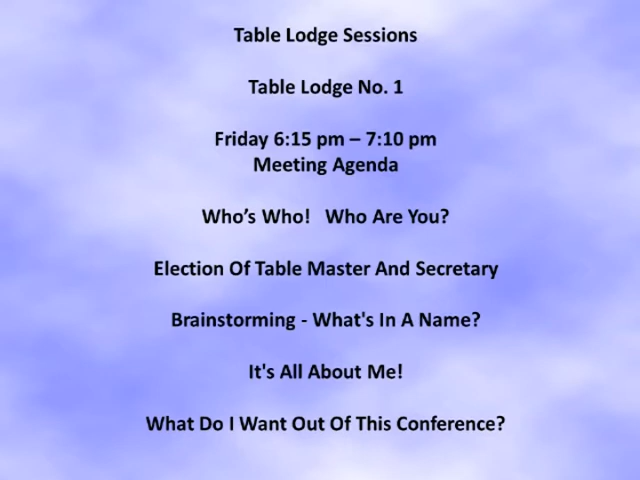 Table Lodge Sessions
Table Lodge No. 1
Friday 6:15 pm – 7:10 pm
Meeting Agenda
Who’s Who!   Who Are You?
Election Of Table Master And Secretary
Brainstorming - What's In A Name?
It's All About Me!
What Do I Want Out Of This Conference?